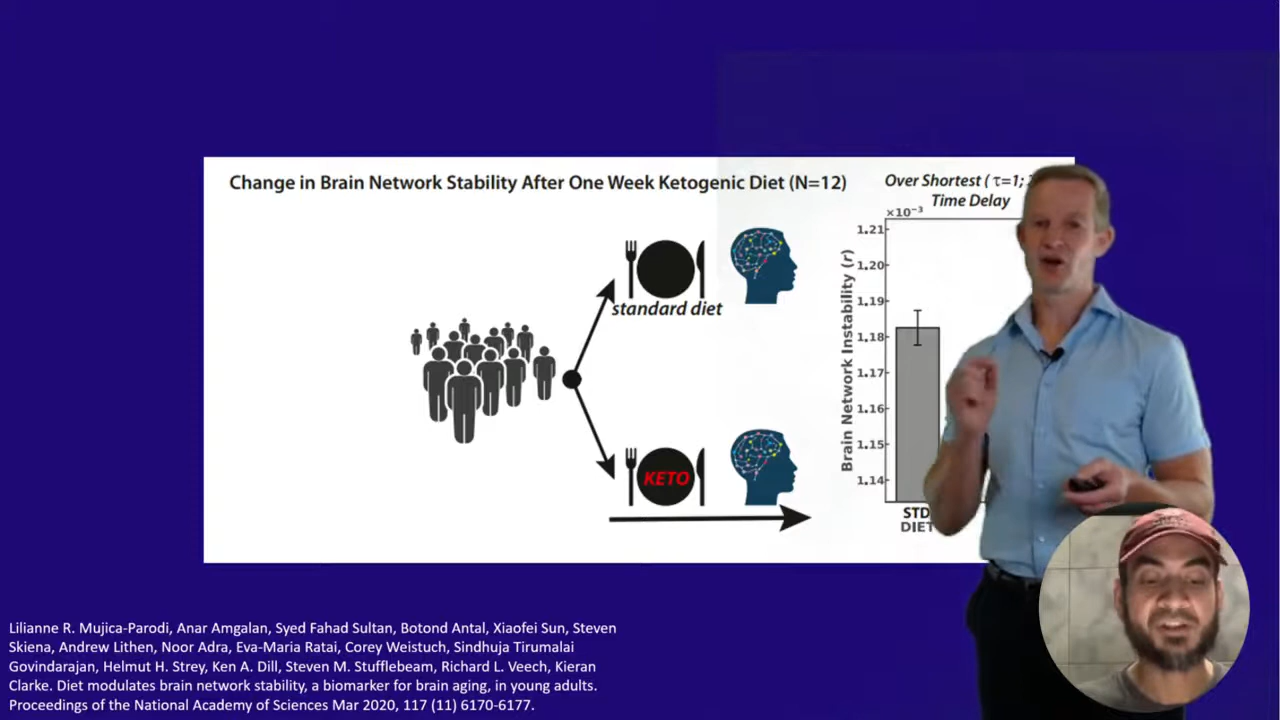 Change in Brain Network Stability After One Week Ketogenic Diet (N=12)
Over Shortest ( τ=1;
Time Delay
×10⁻³
1.21
1.20
1.19
1.18
1.17
1.16
1.15
1.14
Brain Network Instability (r)
STD
DIET
standard diet
KETO
Lilianne R. Mujica-Parodi, Anar Amgalan, Syed Fahad Sultan, Botond Antal, Xiaofei Sun, Steven
Skiena, Andrew Lithen, Noor Adra, Eva-Maria Ratai, Corey Weistuch, Sindhuja Tirumalai
Govindarajan, Helmut H. Strey, Ken A. Dill, Steven M. Stufflebeam, Richard L. Veech, Kieran
Clarke. Diet modulates brain network stability, a biomarker for brain aging, in young adults.
Proceedings of the National Academy of Sciences Mar 2020, 117 (11) 6170-6177.